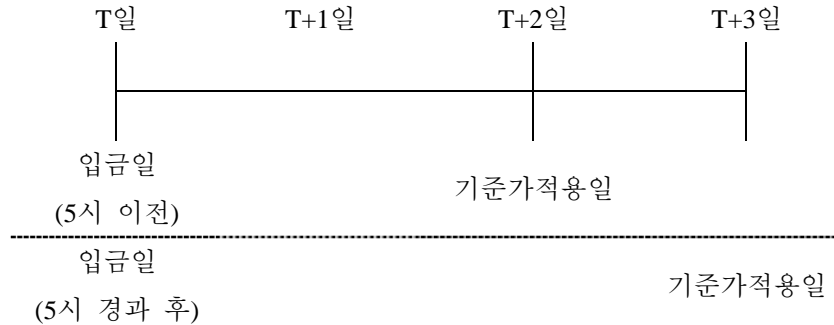 T일 T+1일 T+2일 T+3일
입금일
(5시 이전)
기준가적용일
입금일
(5시 경과 후)
기준가적용일